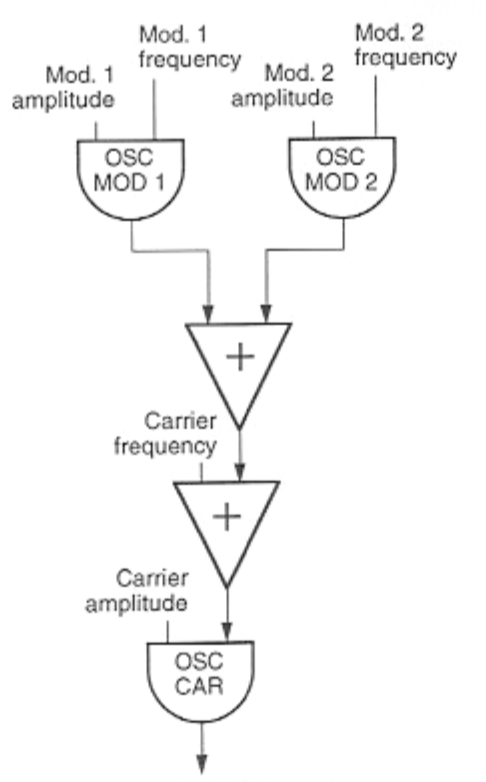 Mod. 1
frequency
Mod. 1
amplitude
Mod. 2
frequency
Mod. 2
amplitude
OSC
MOD 1
OSC
MOD 2
+
Carrier
frequency
+
Carrier
amplitude
OSC
CAR